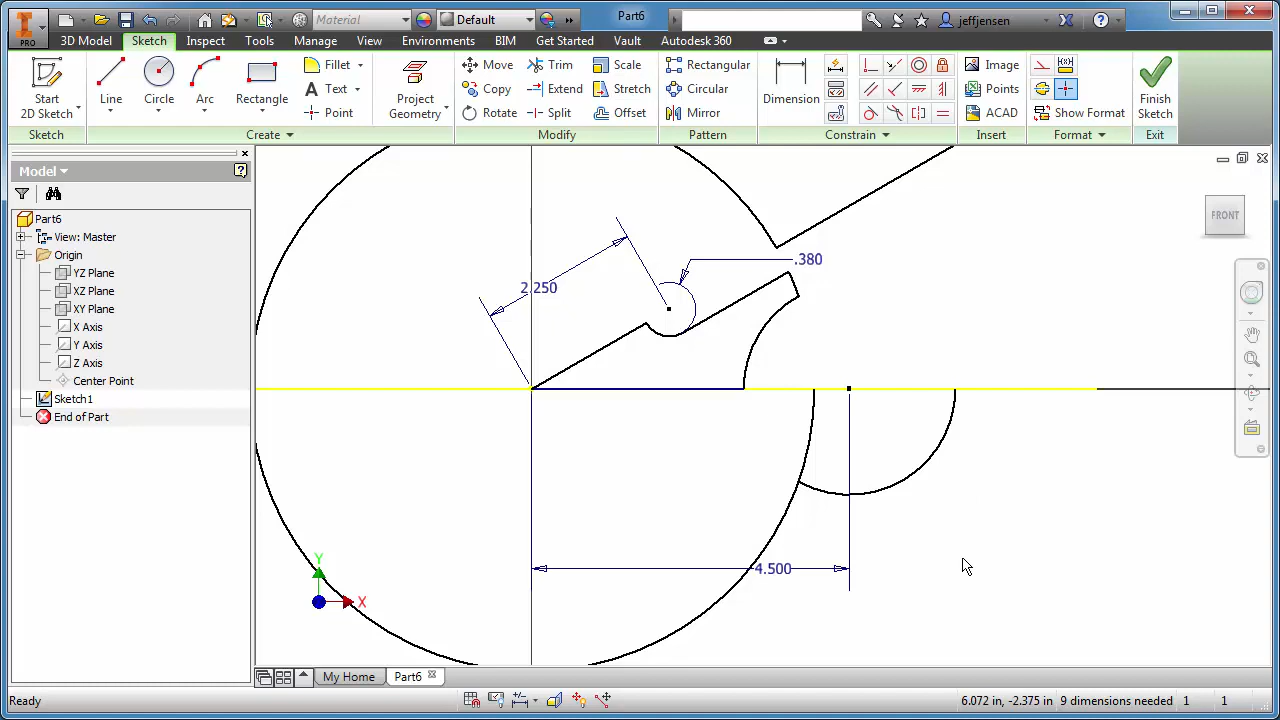 Material
Default
Part6
jeffjensen
PRO
3D Model Sketch Inspect Tools Manage View Environments BIM Get Started Vault Autodesk 360
Start
2D Sketch
Line
Circle
Arc
Rectangle
Fillet
Text
Point
Project
Geometry
Move
Copy
Rotate
Trim
Extend
Split
Scale
Stretch
Offset
Rectangular
Circular
Mirror
Dimension
Image
Points
ACAD
Show Format
Finish
Sketch
Sketch Create Modify Pattern Constrain Insert Format Exit
Model
Part6
View: Master
Origin
YZ Plane
XZ Plane
XY Plane
X Axis
Y Axis
Z Axis
Center Point
Sketch1
End of Part
FRONT
.380
2.250
4.500
Y
X
My Home Part6
Ready
6.072 in, -2.375 in 9 dimensions needed 1 1